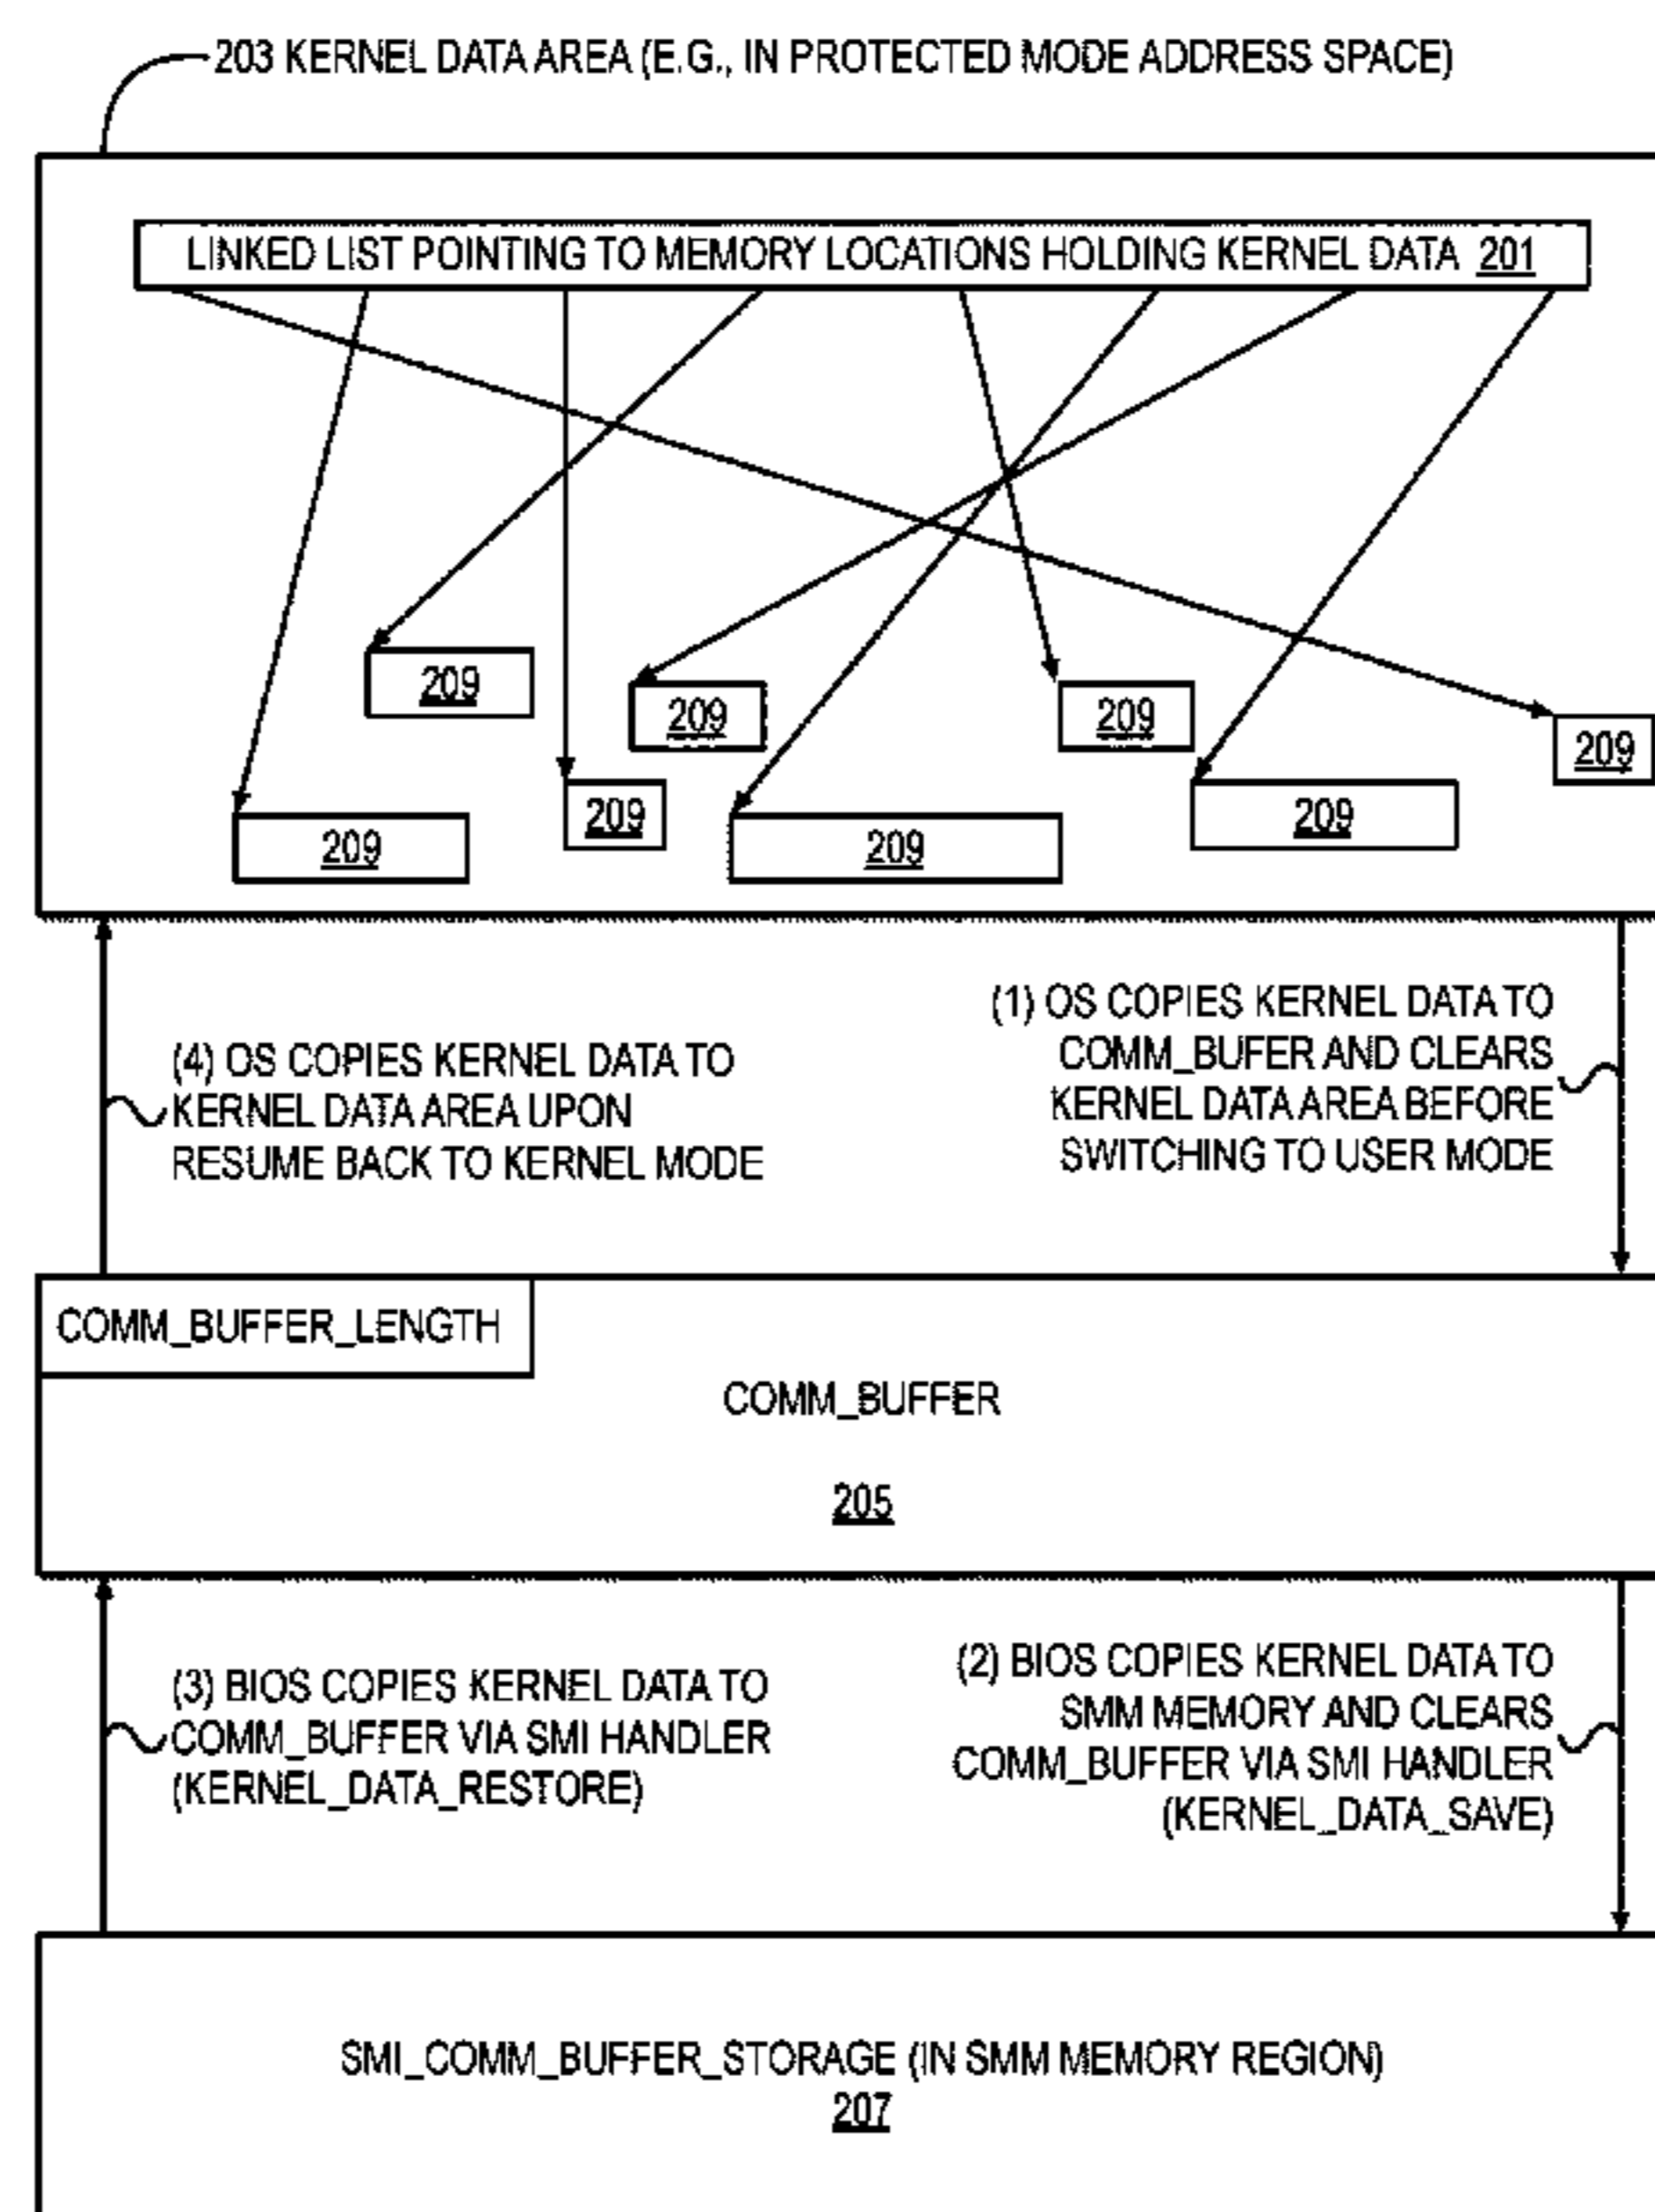 203 KERNEL DATA AREA (E.G., IN PROTECTED MODE ADDRESS SPACE)
LINKED LIST POINTING TO MEMORY LOCATIONS HOLDING KERNEL DATA 201
209
209
209
209
209
209
209
209
(1) OS COPIES KERNEL DATA TO
COMM_BUFER AND CLEARS
KERNEL DATA AREA BEFORE
SWITCHING TO USER MODE
(4) OS COPIES KERNEL DATA TO
KERNEL DATA AREA UPON
RESUME BACK TO KERNEL MODE
COMM_BUFFER_LENGTH
COMM_BUFFER
205
(2) BIOS COPIES KERNEL DATA TO
SMM MEMORY AND CLEARS
COMM_BUFFER VIA SMI HANDLER
(KERNEL_DATA_SAVE)
(3) BIOS COPIES KERNEL DATA TO
COMM_BUFFER VIA SMI HANDLER
(KERNEL_DATA_RESTORE)
SMI_COMM_BUFFER_STORAGE (IN SMM MEMORY REGION)
207